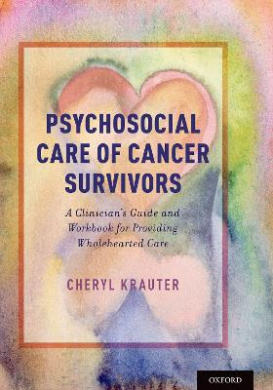 PSYCHOSOCIAL
CARE OF CANCER
SURVIVORS
A Clinician's Guide and
Workbook for Providing
Wholehearted Care
CHERYL KRAUTER
OXFORD